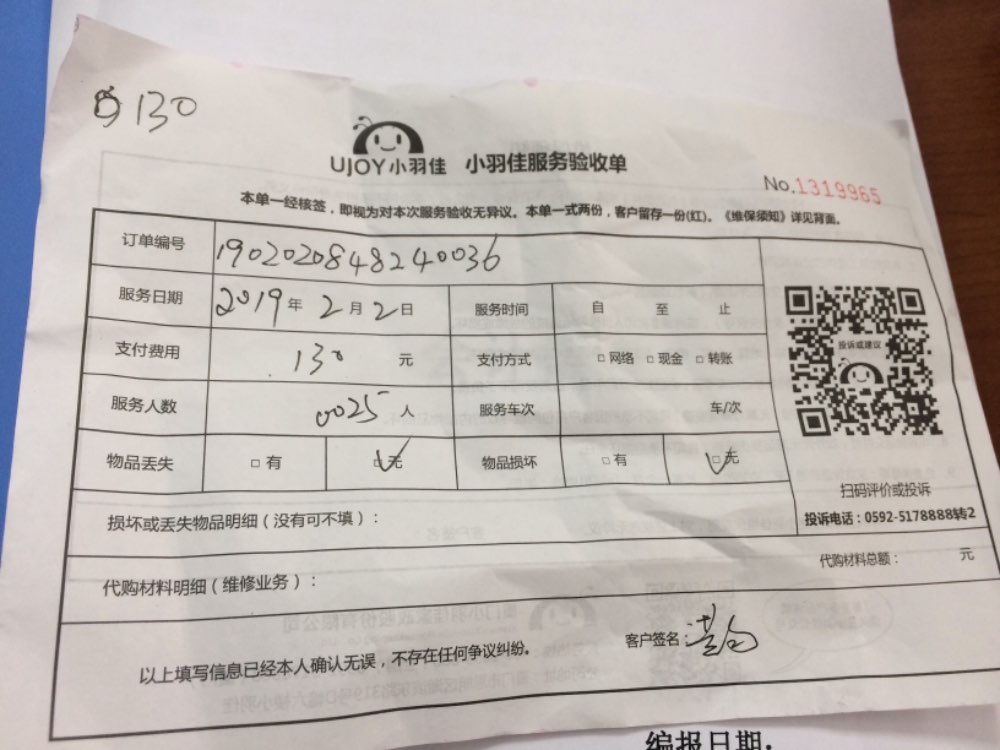 130
UJOY小羽佳 小羽佳服务验收单
No.1319965
本单一经核签，即视为对本次服务验收无异议。本单一式两份，客户留存一份(红)。《维保须知》详见背面。
订单编号 1902020848240036
服务日期 2019年2月2日 服务时间 自 至 止
支付费用 130 元 支付方式 □网络 □现金 □转账
服务人数 0025 人 服务车次 车/次
物品丢失 □有 □无 物品损坏 □有 □无
投诉或建议
扫码评价或投诉
投诉电话：0592-5178888转2
损坏或丢失物品明细（没有可不填）：
代购材料明细（维修业务）： 代购材料总额： 元
以上填写信息已经本人确认无误，不存在任何争议纠纷。 客户签名：
编报日期：